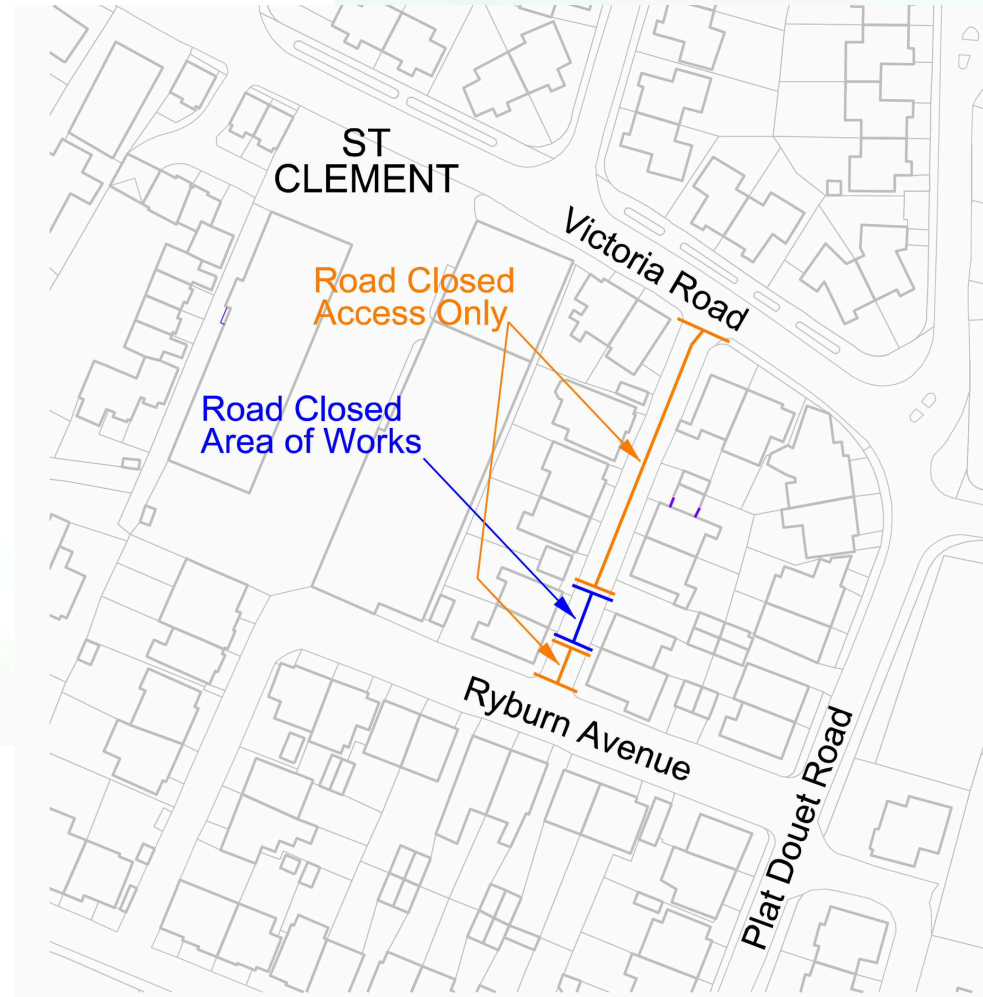 ST
CLEMENT
Victoria Road
Road Closed
Access Only
Road Closed
Area of Works
Ryburn Avenue
Plat Douet Road